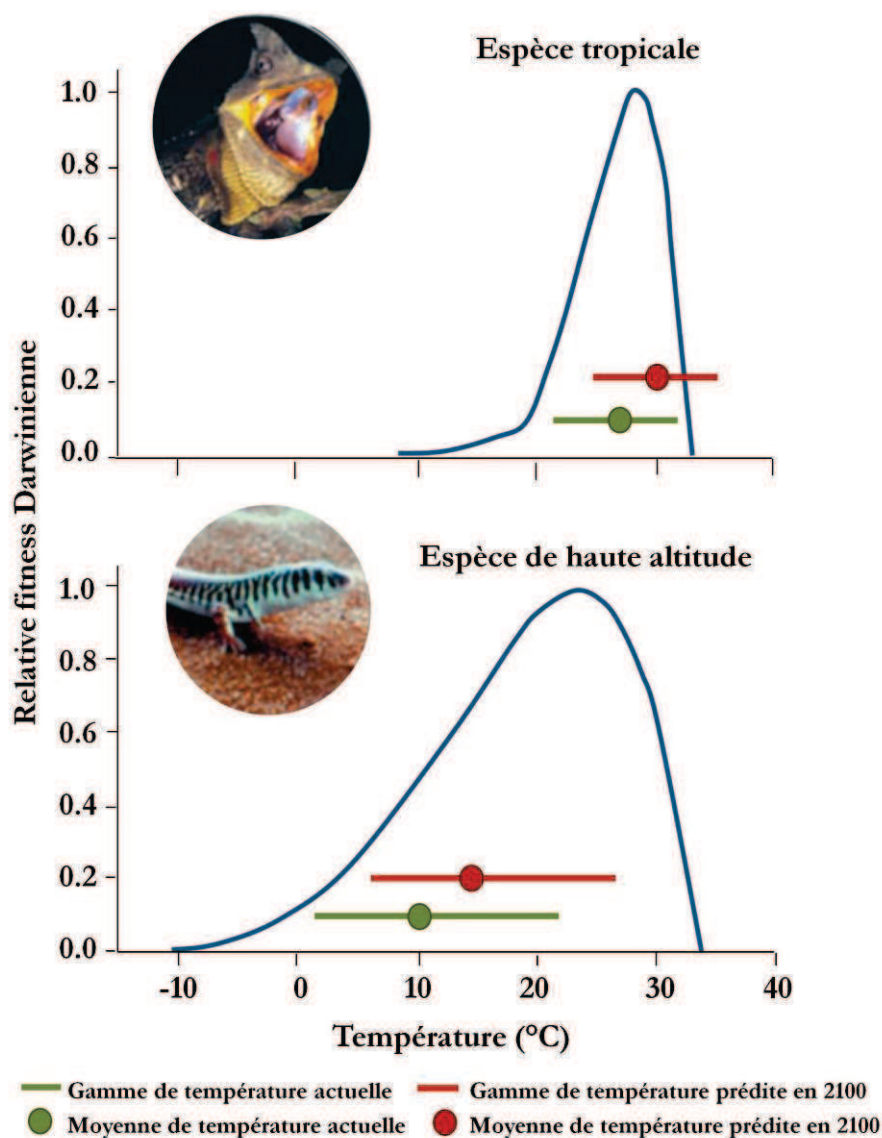 Espèce tropicale
1.0
0.8
0.6
0.4
0.2
0.0
Relative fitness Darwinienne
Espèce de haute altitude
1.0
0.8
0.6
0.4
0.2
0.0
-10 0 10 20 30 40
Température (°C)
Gamme de température actuelle Gamme de température prédite en 2100
Moyenne de température actuelle Moyenne de température prédite en 2100